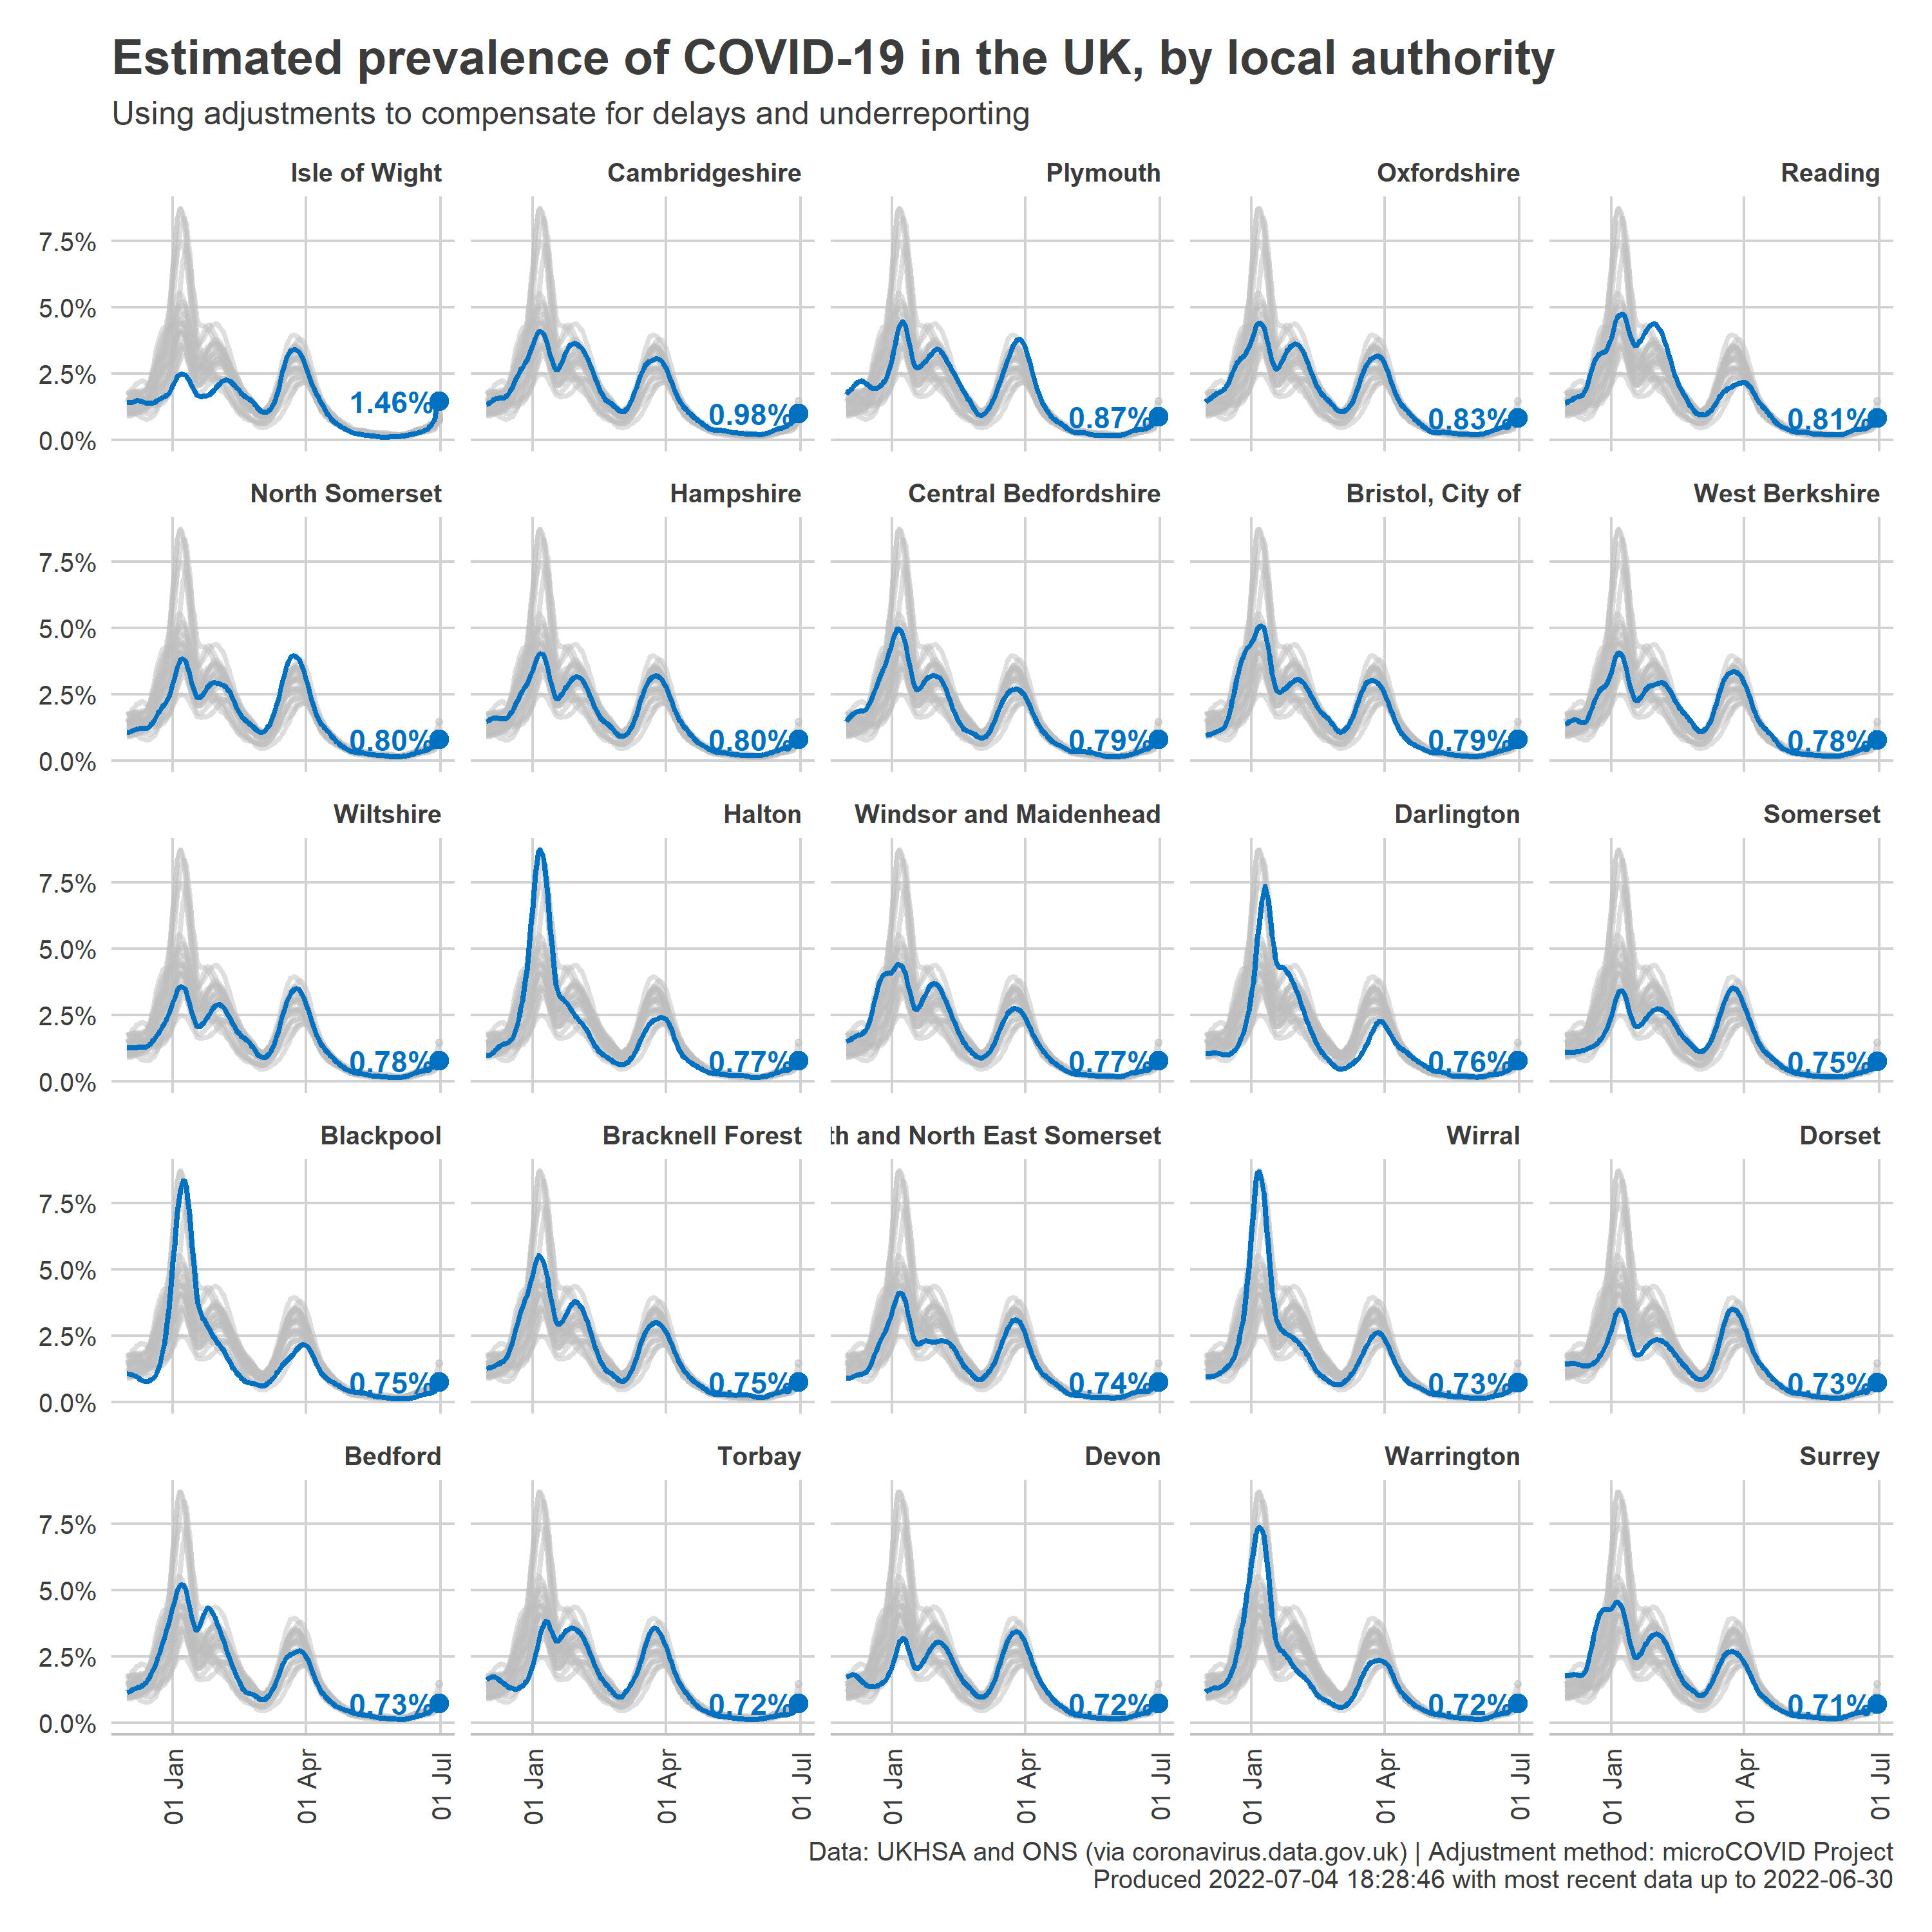 Estimated prevalence of COVID-19 in the UK, by local authority
Using adjustments to compensate for delays and underreporting
Isle of Wight
Cambridgeshire
Plymouth
Oxfordshire
Reading
7.5%
5.0%
2.5%
0.0%
1.46%
0.98%
0.87%
0.83%
0.81%
North Somerset
Hampshire
Central Bedfordshire
Bristol, City of
West Berkshire
7.5%
5.0%
2.5%
0.0%
0.80%
0.80%
0.79%
0.79%
0.78%
Wiltshire
Halton
Windsor and Maidenhead
Darlington
Somerset
7.5%
5.0%
2.5%
0.0%
0.78%
0.77%
0.77%
0.76%
0.75%
Blackpool
Bracknell Forest
th and North East Somerset
Wirral
Dorset
7.5%
5.0%
2.5%
0.0%
0.75%
0.75%
0.74%
0.73%
0.73%
Bedford
Torbay
Devon
Warrington
Surrey
7.5%
5.0%
2.5%
0.0%
0.73%
0.72%
0.72%
0.72%
0.71%
01 Jan
01 Apr
01 Jul
01 Jan
01 Apr
01 Jul
01 Jan
01 Apr
01 Jul
01 Jan
01 Apr
01 Jul
01 Jan
01 Apr
01 Jul
Data: UKHSA and ONS (via coronavirus.data.gov.uk) | Adjustment method: microCOVID Project
Produced 2022-07-04 18:28:46 with most recent data up to 2022-06-30